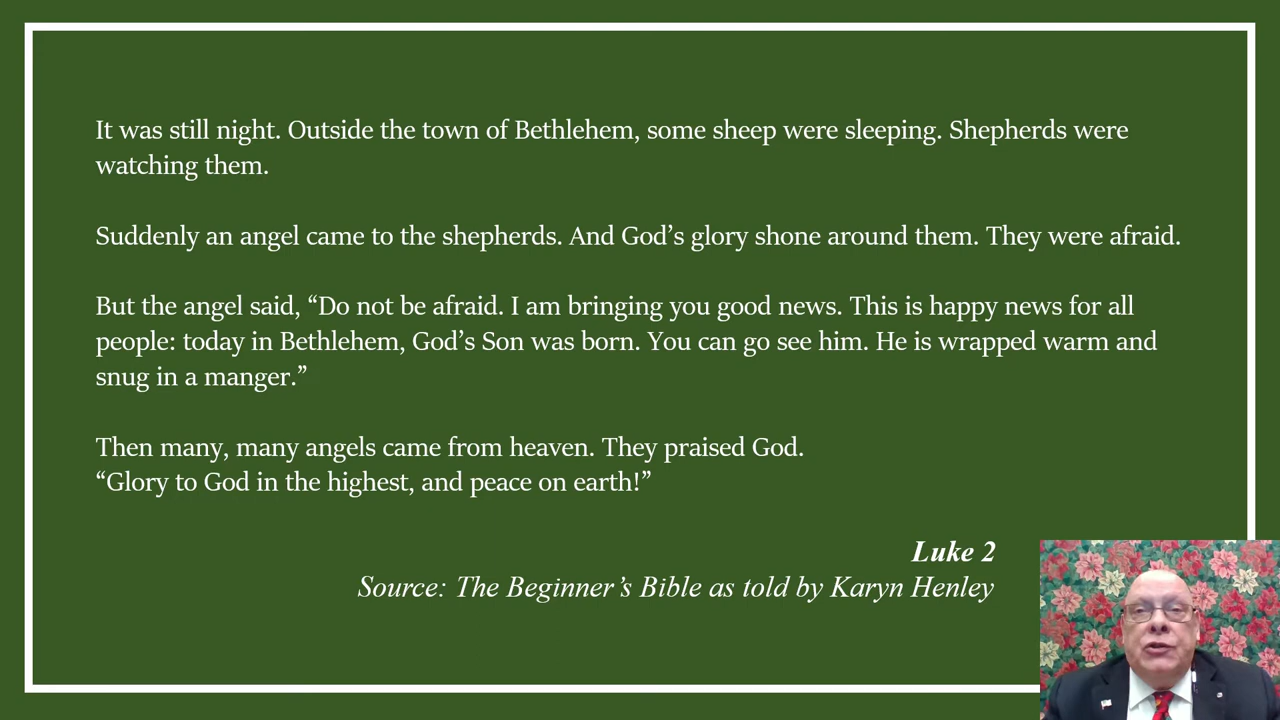 It was still night. Outside the town of Bethlehem, some sheep were sleeping. Shepherds were
watching them.
Suddenly an angel came to the shepherds. And God’s glory shone around them. They were afraid.
But the angel said, “Do not be afraid. I am bringing you good news. This is happy news for all
people: today in Bethlehem, God’s Son was born. You can go see him. He is wrapped warm and
snug in a manger.”
Then many, many angels came from heaven. They praised God.
“Glory to God in the highest, and peace on earth!”
Luke 2
Source: The Beginner’s Bible as told by Karyn Henley